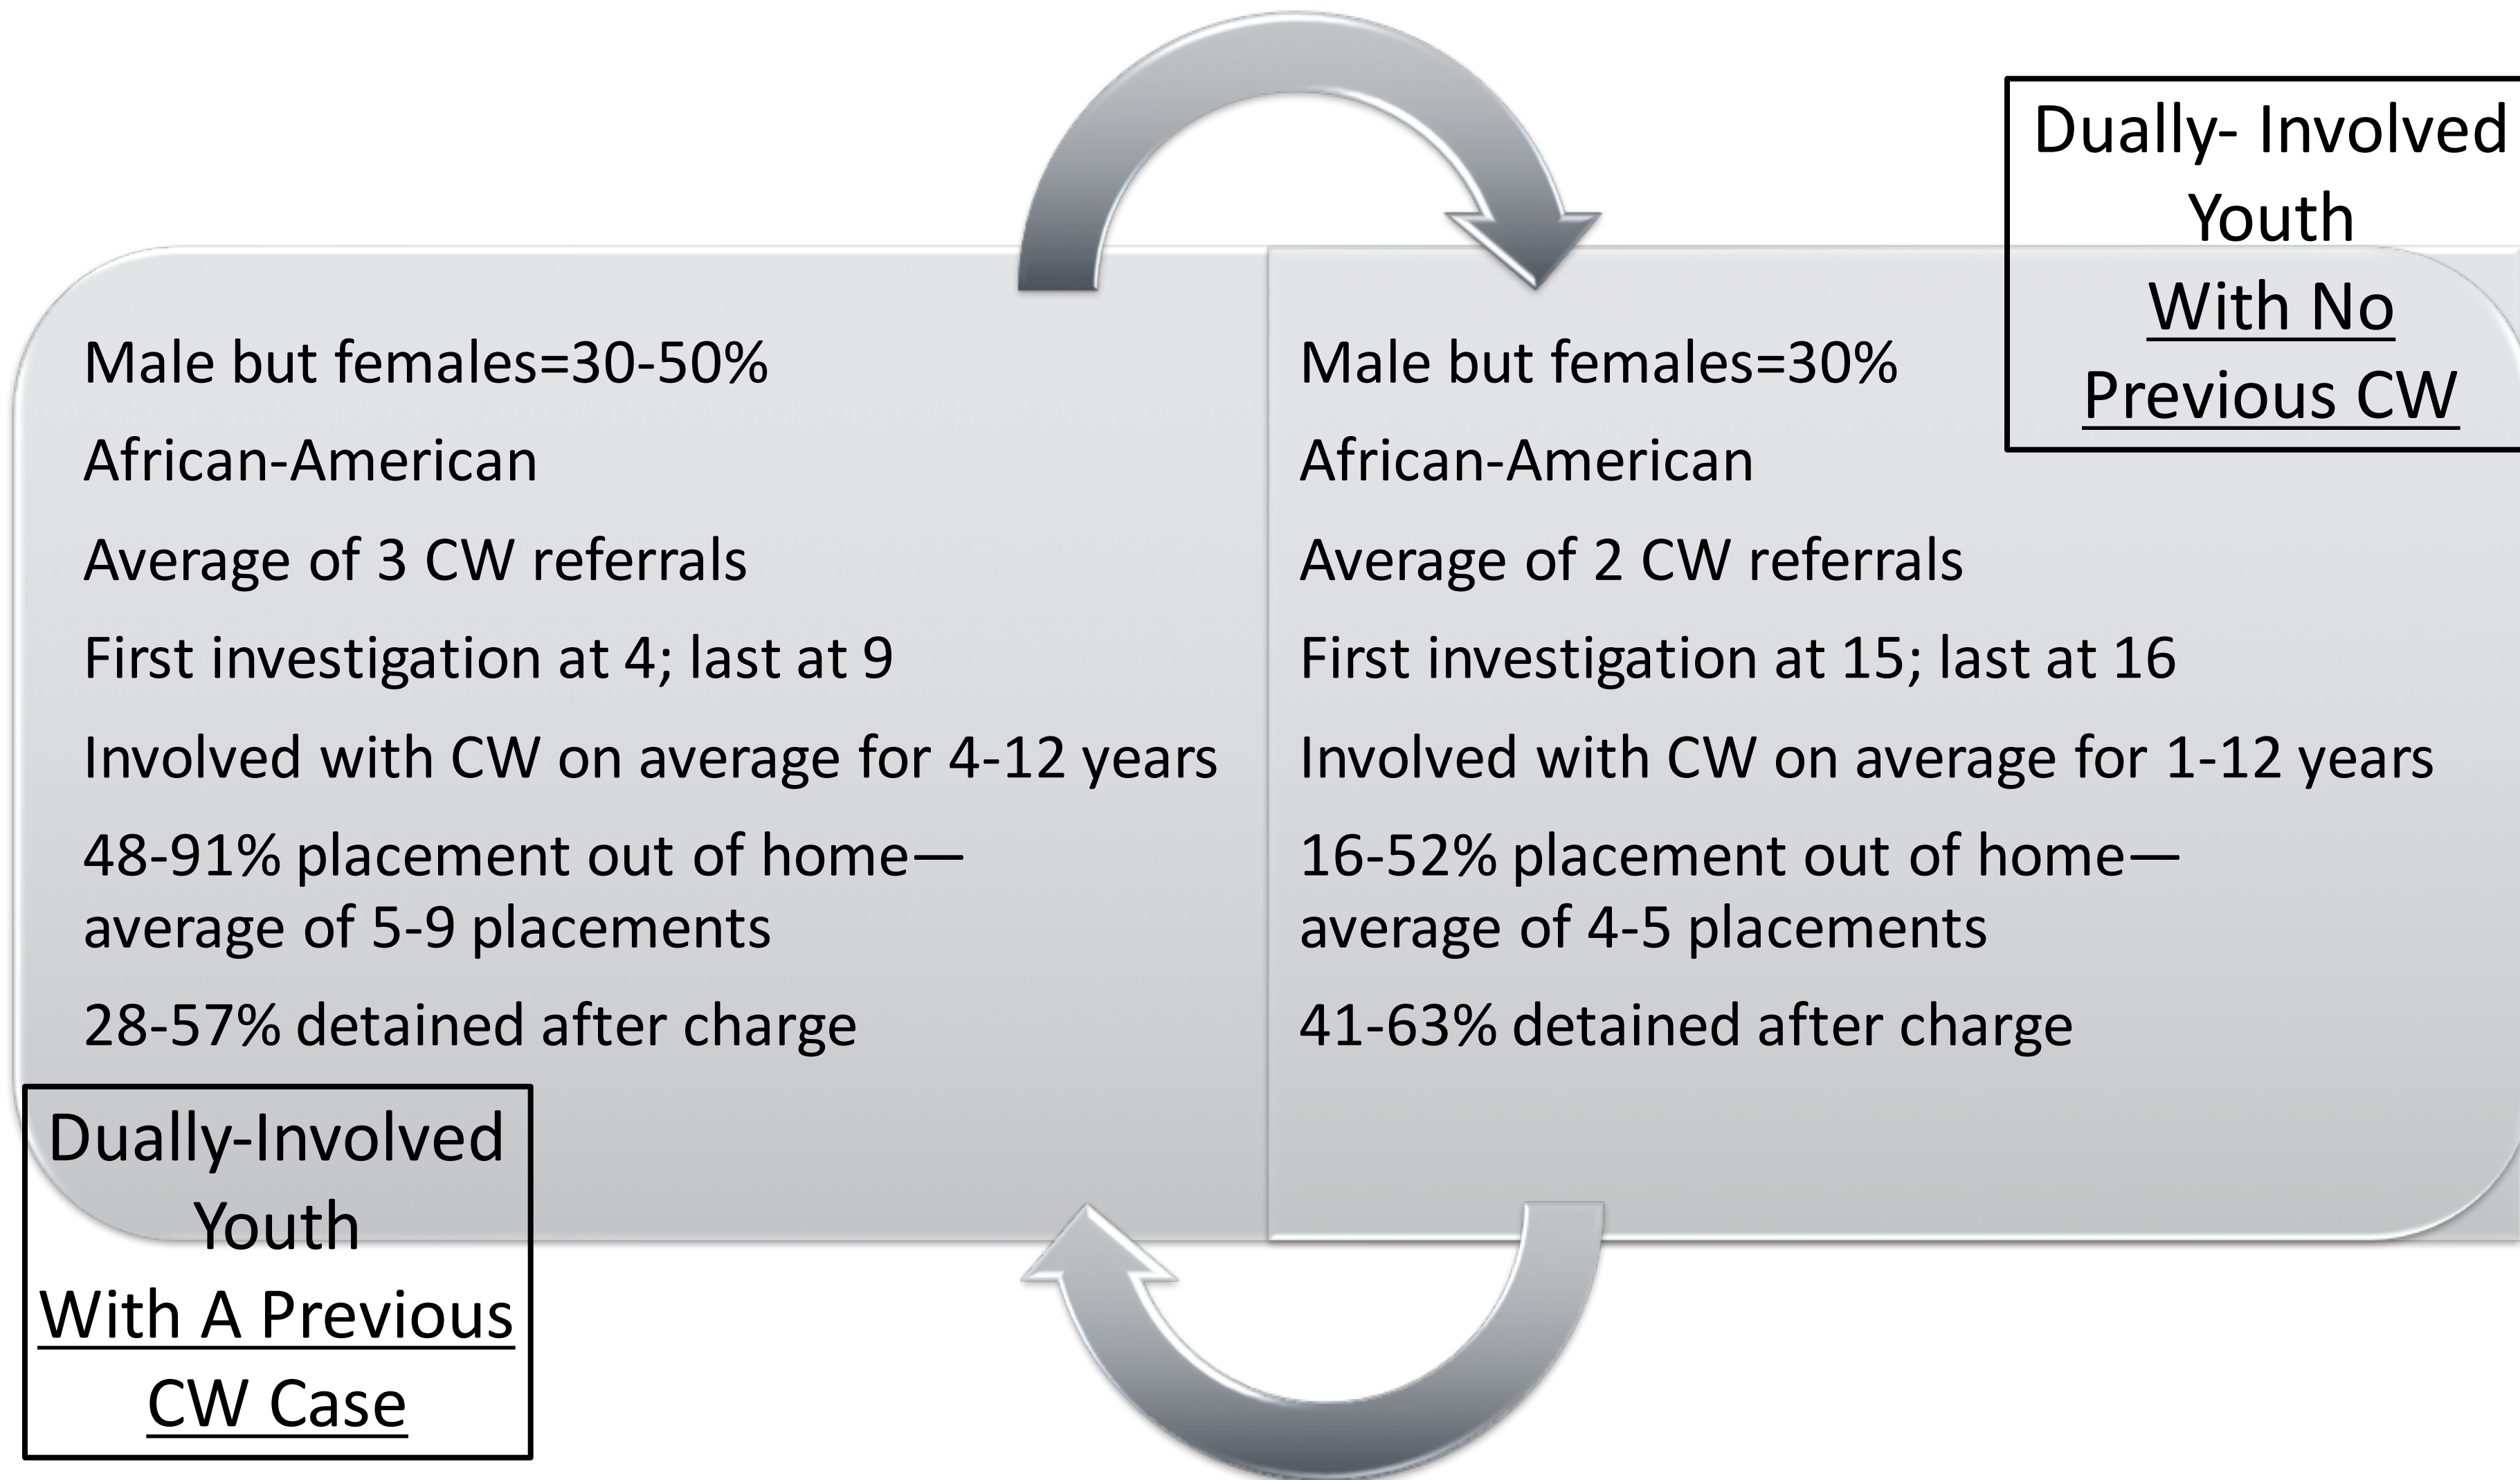 Male but females=30-50%
African-American
Average of 3 CW referrals
First investigation at 4; last at 9
Involved with CW on average for 4-12 years
48-91% placement out of home—
average of 5-9 placements
28-57% detained after charge
Dually-Involved
Youth
With A Previous
CW Case
Dually- Involved
Youth
With No
Previous CW
Male but females=30%
African-American
Average of 2 CW referrals
First investigation at 15; last at 16
Involved with CW on average for 1-12 years
16-52% placement out of home—
average of 4-5 placements
41-63% detained after charge